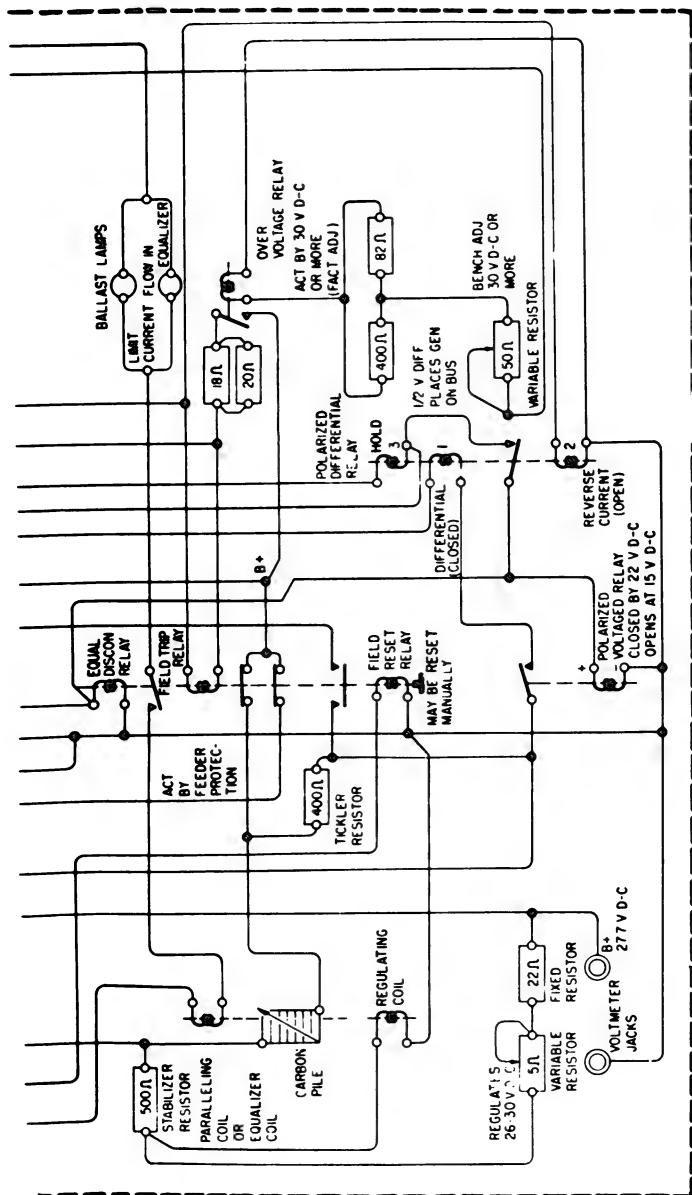 BALLAST LAMPS
LIMIT
CURRENT FLOW IN
EQUALIZER
OVER
VOLTAGE RELAY
ACT BY 30 V D-C
OR MORE
(FACT ADJ)
18Ω
20Ω
82Ω
400Ω
BENCH ADJ
30 V D-C OR
MORE
50Ω
VARIABLE RESISTOR
1/2 V DIFF
PLACES GEN
ON BUS
POLARIZED
DIFFERENTIAL
RELAY
HOLD
3
1
DIFFERENTIAL
(CLOSED)
2
REVERSE
CURRENT
(OPEN)
B+
EQUAL
DISCON
RELAY
FIELD TRIP
RELAY
ACT
BY
FEEDER
PROTEC-
TION
FIELD
RESET
RELAY
MAY BE RESET
MANUALLY
+
POLARIZED
VOLTAGED RELAY
CLOSED BY 22 V D-C
OPENS AT 15 V D-C
400Ω
TICKLER
RESISTOR
500Ω
STABILIZER
RESISTOR
PARALLELING
COIL
OR
EQUALIZER
COIL
CARBON
PILE
REGULATING
COIL
REGULATES
26-30 V D-C
5Ω
VARIABLE
RESISTOR
22Ω
FIXED
RESISTOR
B+
277 V D-C
VOLTMETER
JACKS